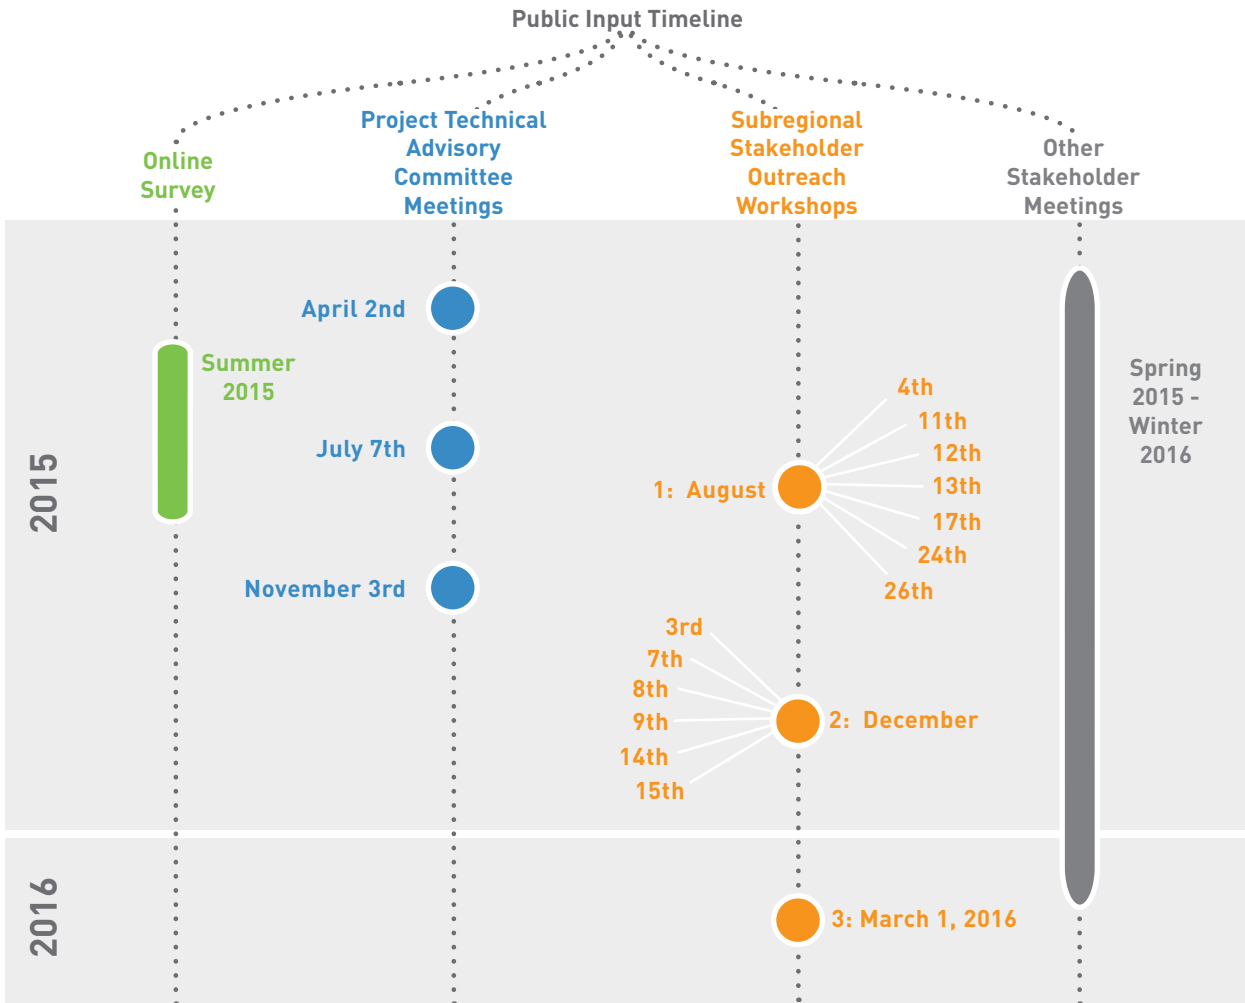 Public Input Timeline
Online
Survey
Project Technical
Advisory
Committee
Meetings
Subregional
Stakeholder
Outreach
Workshops
Other
Stakeholder
Meetings
2015
Summer
2015
April 2nd
July 7th
November 3rd
1: August
4th
11th
12th
13th
17th
24th
26th
3rd
7th
8th
9th
14th
15th
2: December
Spring
2015 -
Winter
2016
2016
3: March 1, 2016